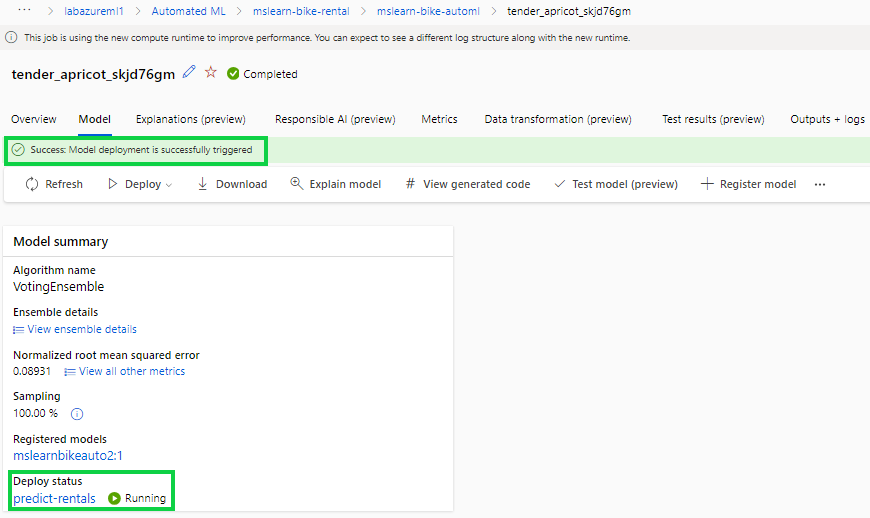 ... > labazureml1 > Automated ML > mslearn-bike-rental > mslearn-bike-automl > tender_apricot_skjd76gm
This job is using the new compute runtime to improve performance. You can expect to see a different log structure along with the new runtime.
tender_apricot_skjd76gm Completed
Overview Model Explanations (preview) Responsible AI (preview) Metrics Data transformation (preview) Test results (preview) Outputs + logs
Success: Model deployment is successfully triggered
Refresh Deploy Download Explain model # View generated code Test model (preview) Register model ...
Model summary
Algorithm name
VotingEnsemble
Ensemble details
View ensemble details
Normalized root mean squared error
0.08931 View all other metrics
Sampling
100.00 %
Registered models
mslearnbikeauto2:1
Deploy status
predict-rentals Running